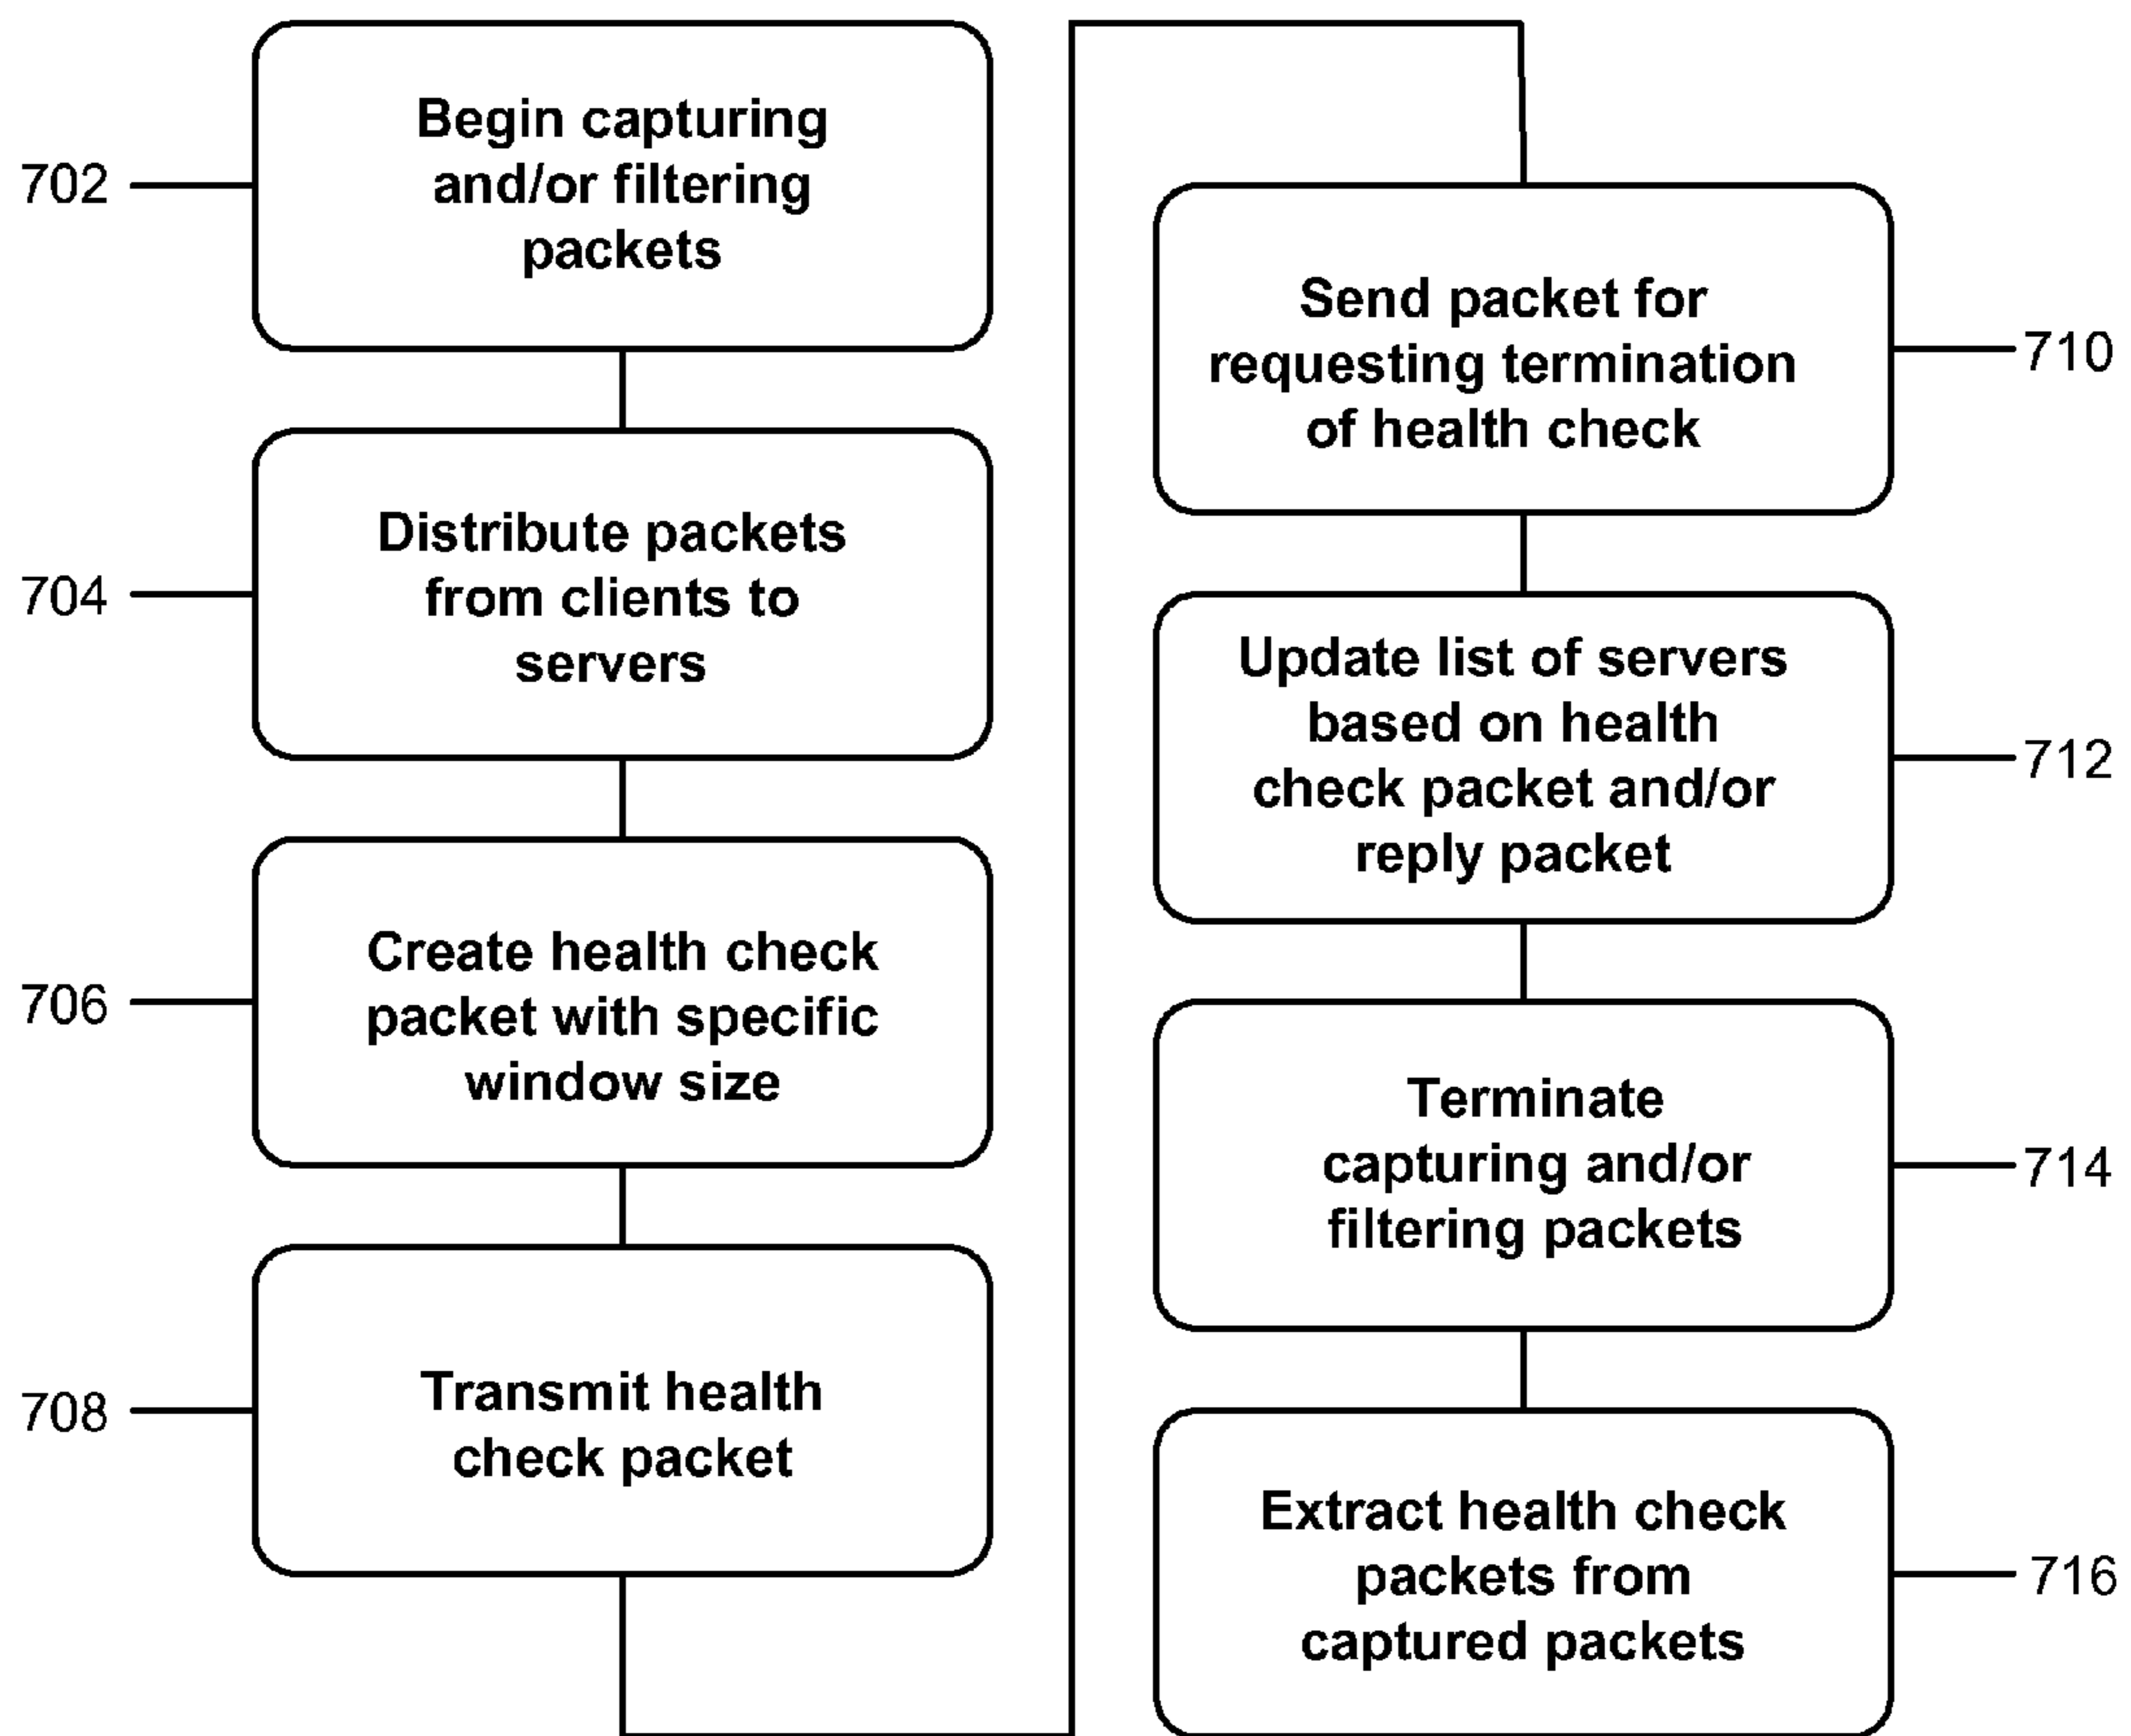 702
Begin capturing
and/or filtering
packets
704
Distribute packets
from clients to
servers
706
Create health check
packet with specific
window size
708
Transmit health
check packet
Send packet for
requesting termination
of health check
710
Update list of servers
based on health
check packet and/or
reply packet
712
Terminate
capturing and/or
filtering packets
714
Extract health check
packets from
captured packets
716